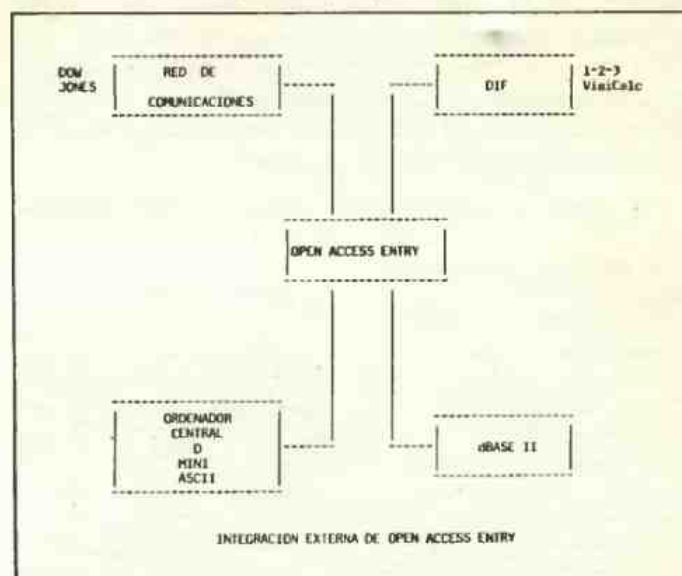 DOW
JONES
RED DE
COMUNICACIONES
DIF
1-2-3
VisiCalc
OPEN ACCESS ENTRY
ORDENADOR
CENTRAL
D
MINI
ASCII
dBASE II
INTEGRACION EXTERNA DE OPEN ACCESS ENTRY